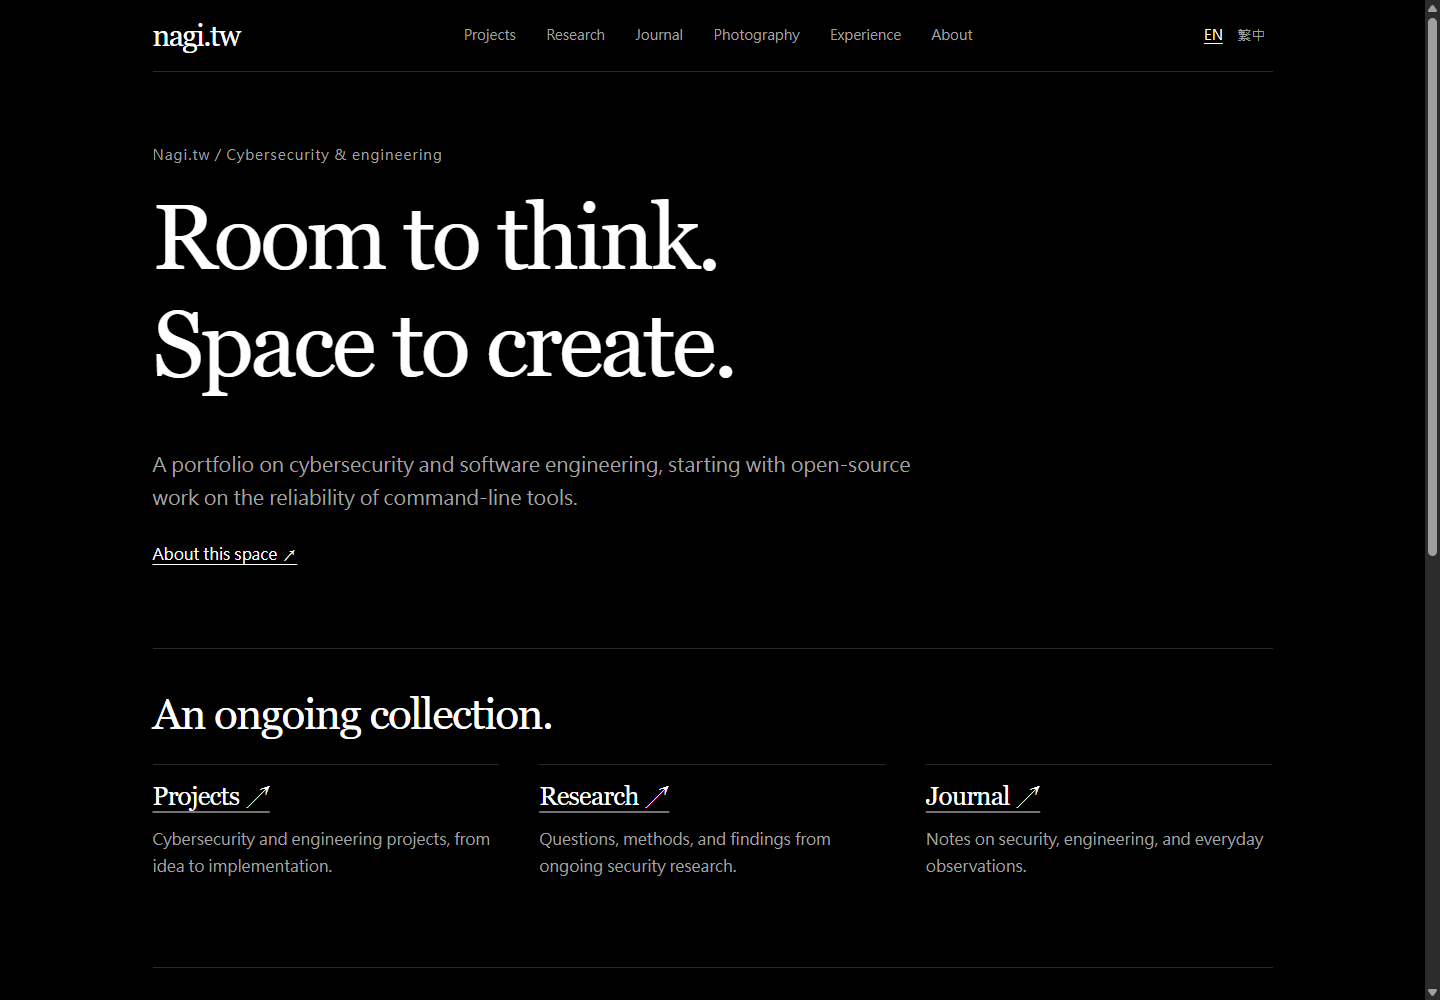 nagi.tw
Projects Research Journal Photography Experience About
EN 繁中
Nagi.tw / Cybersecurity & engineering
Room to think.
Space to create.
A portfolio on cybersecurity and software engineering, starting with open-source
work on the reliability of command-line tools.
About this space ↗
An ongoing collection.
Projects ↗
Cybersecurity and engineering projects, from
idea to implementation.
Research ↗
Questions, methods, and findings from
ongoing security research.
Journal ↗
Notes on security, engineering, and everyday
observations.